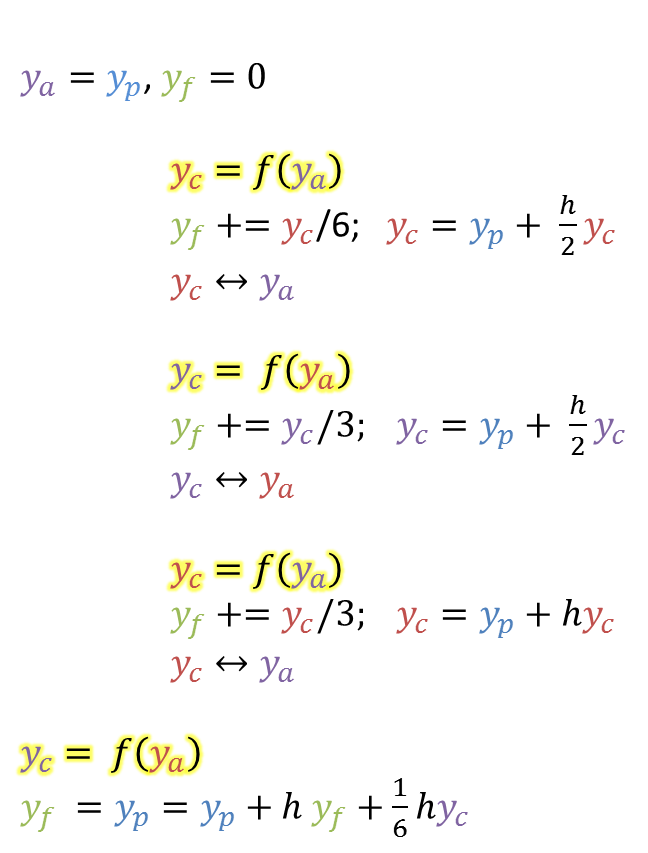 y_a = y_p, y_f = 0
y_c = f(y_a)
y_f += y_c/6; y_c = y_p + h/2 y_c
y_c ↔ y_a
y_c = f(y_a)
y_f += y_c/3; y_c = y_p + h/2 y_c
y_c ↔ y_a
y_c = f(y_a)
y_f += y_c/3; y_c = y_p + hy_c
y_c ↔ y_a
y_c = f(y_a)
y_f = y_p = y_p + h y_f + 1/6 hy_c